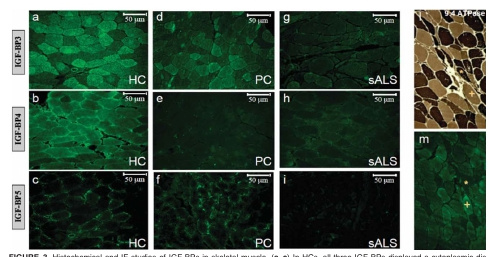 IGF-BP3
a
50 µm
HC
d
50 µm
PC
g
50 µm
sALS
9.4 ATPase
IGF-BP4
b
50 µm
HC
e
50 µm
PC
h
50 µm
sALS
IGF-BP5
c
50 µm
HC
f
50 µm
PC
i
50 µm
sALS
m
*
+
FIGURE 3. Histochemical and IF studies of IGF-BPs in skeletal muscle. (a-c) In HCs, all three IGF-BPs displayed a cytoplasmic dis